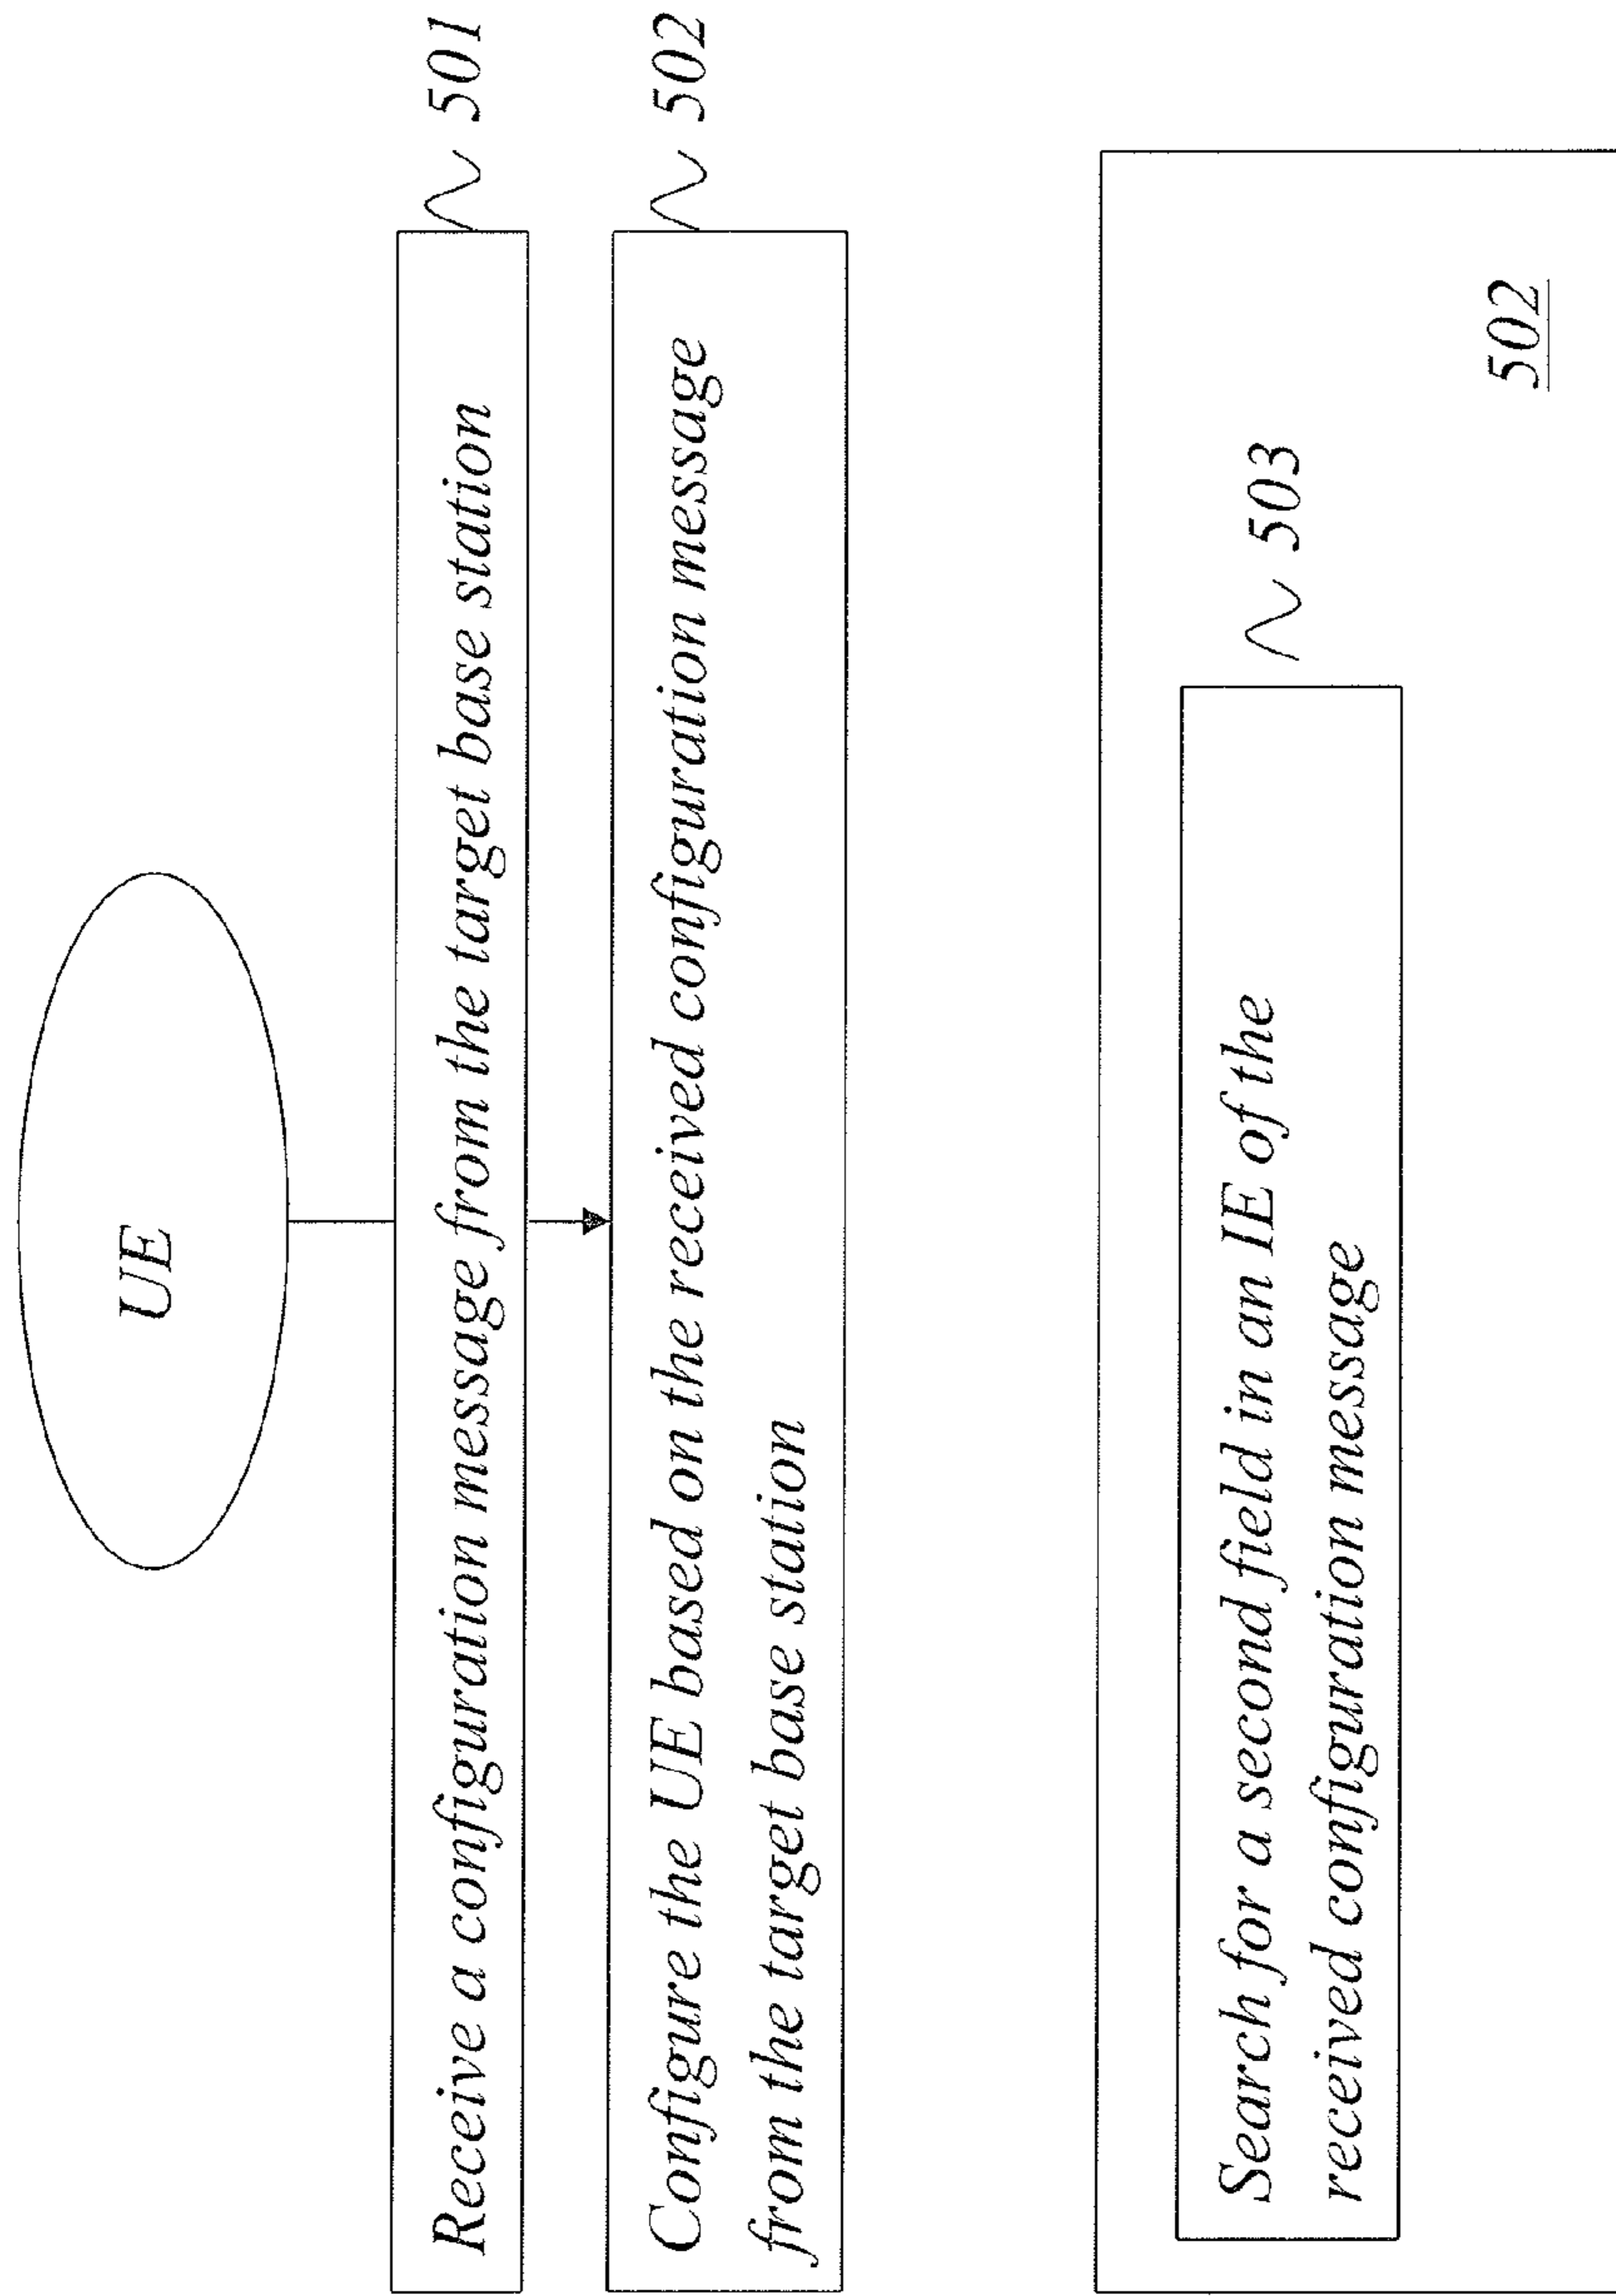 UE
Receive a configuration message from the target base station
501
Configure the UE based on the received configuration message
from the target base station
502
Search for a second field in an IE of the
received configuration message
503
502